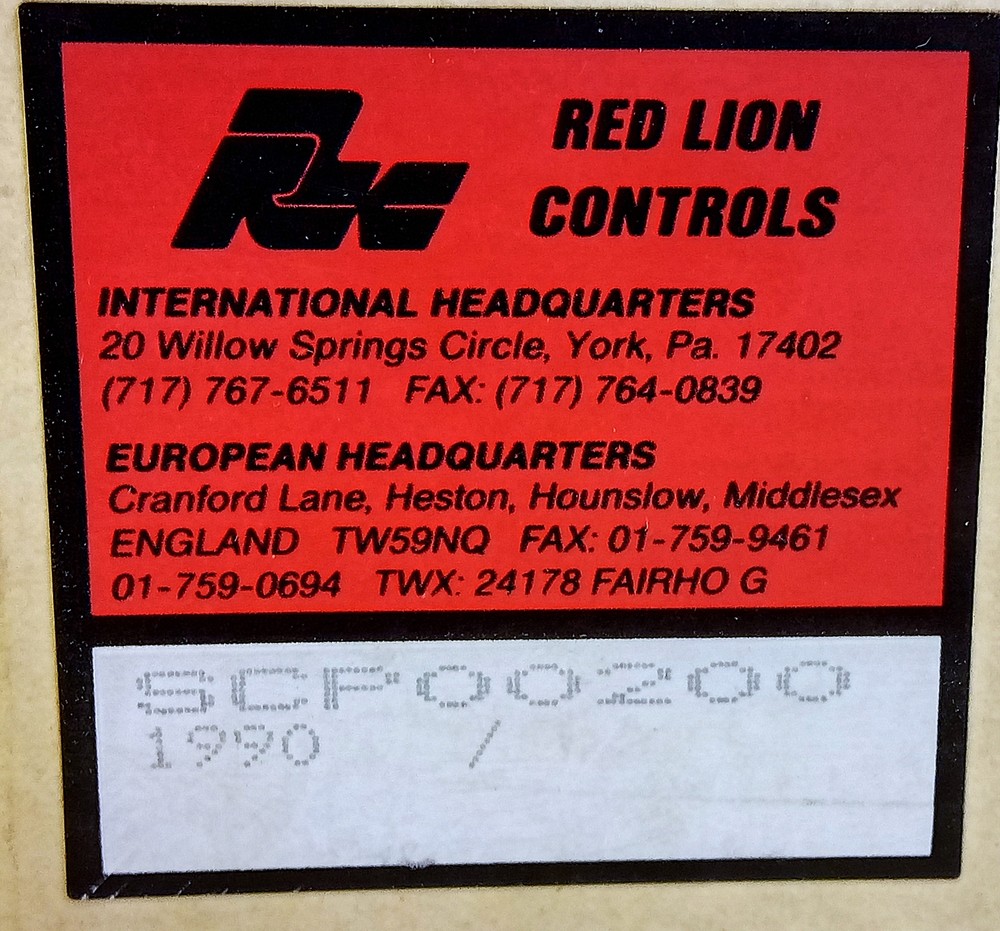 RLC
RED LION
CONTROLS
INTERNATIONAL HEADQUARTERS
20 Willow Springs Circle, York, Pa. 17402
(717) 767-6511 FAX: (717) 764-0839
EUROPEAN HEADQUARTERS
Cranford Lane, Heston, Hounslow, Middlesex
ENGLAND TW59NQ FAX: 01-759-9461
01-759-0694 TWX: 24178 FAIRHO G
SCF00200
1990 /